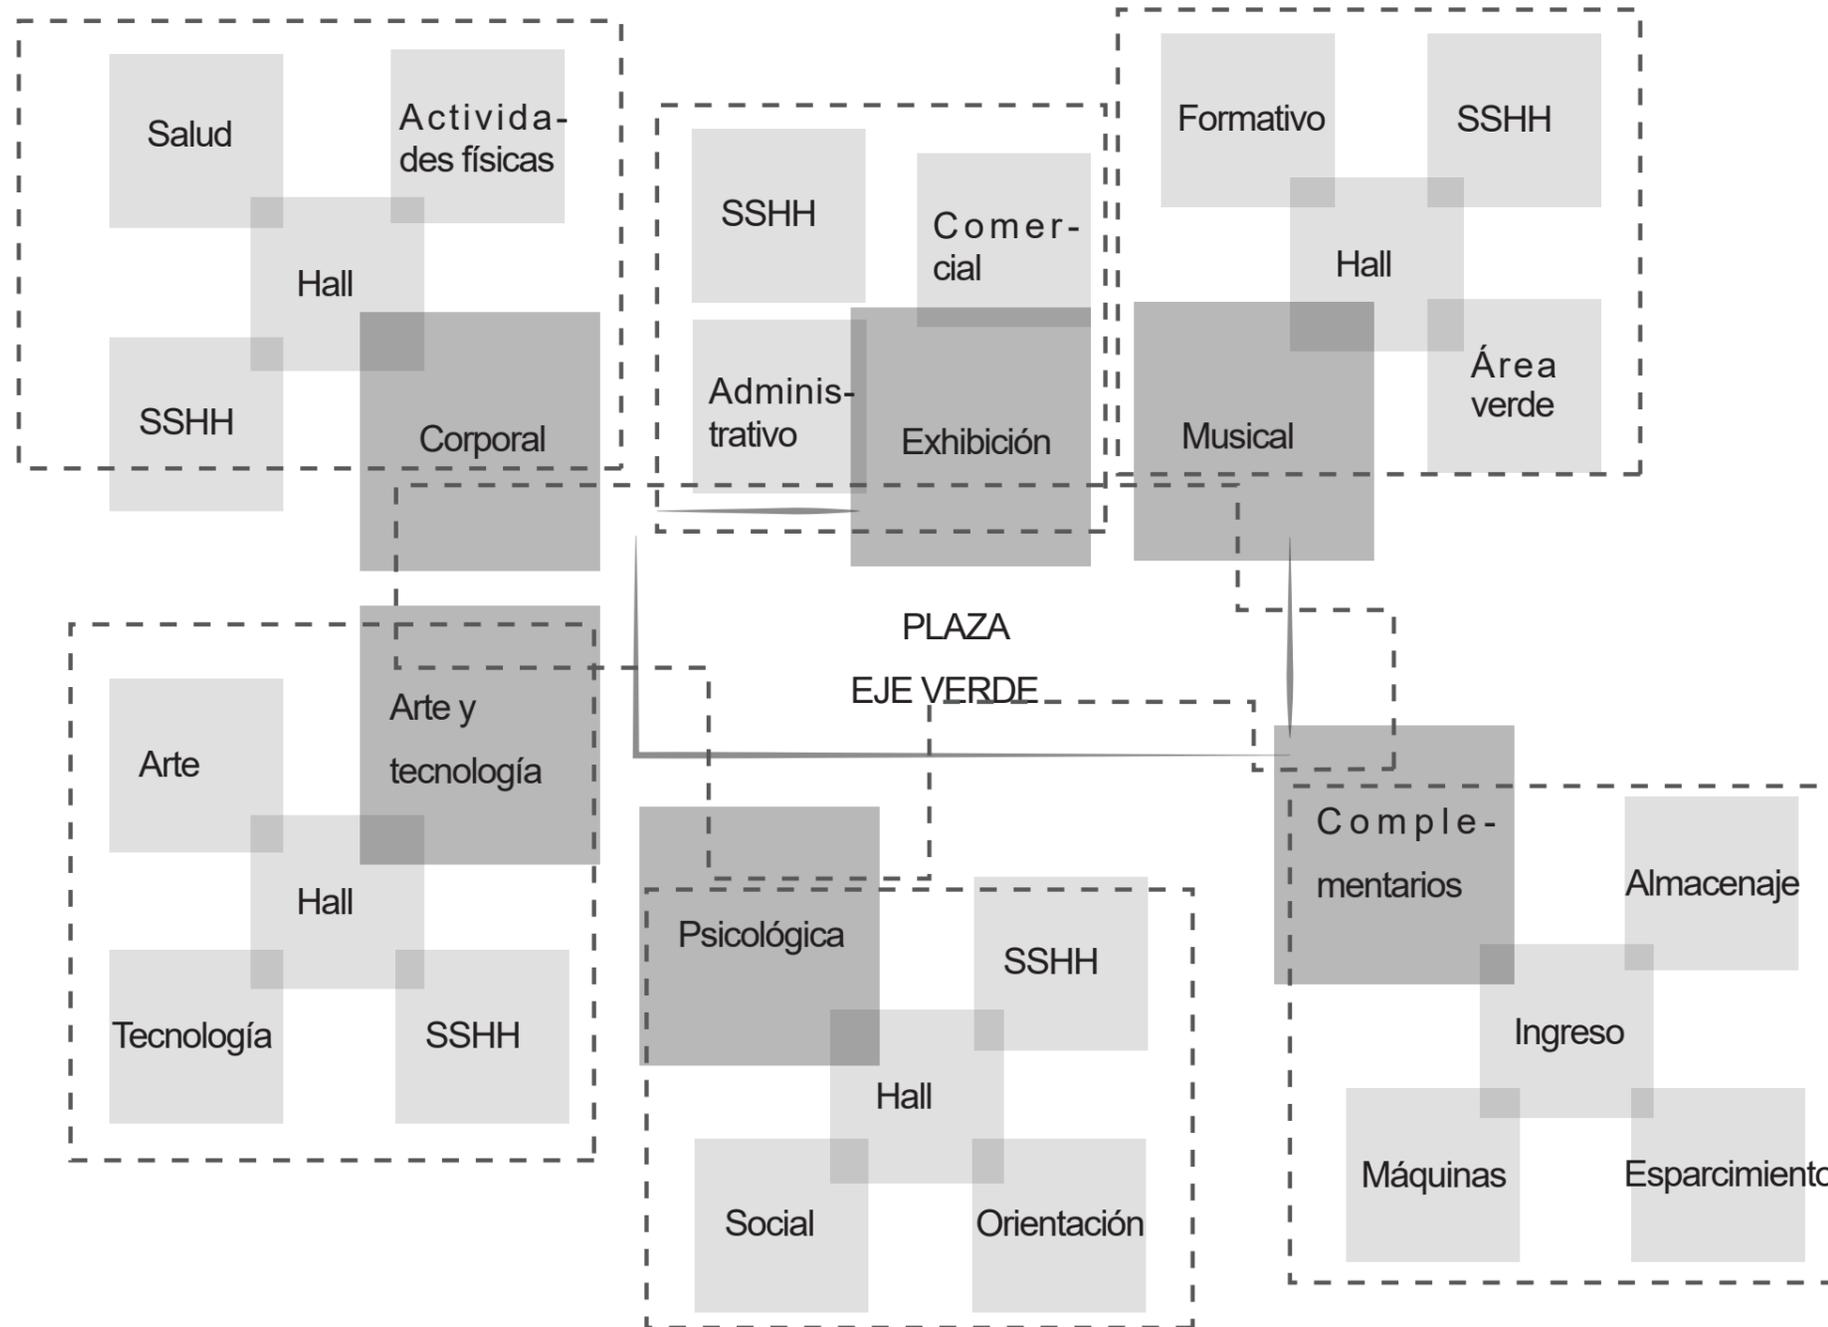 Salud
Activida-
des físicas
Hall
SSHH
Corporal
SSHH
Comer-
cial
Adminis-
trativo
Exhibición
Formativo
SSHH
Hall
Musical
Área
verde
PLAZA
EJE VERDE
Arte y
tecnología
Arte
Hall
Tecnología
SSHH
Psicológica
SSHH
Hall
Social
Orientación
Comple-
mentarios
Almacenaje
Ingreso
Máquinas
Esparcimiento